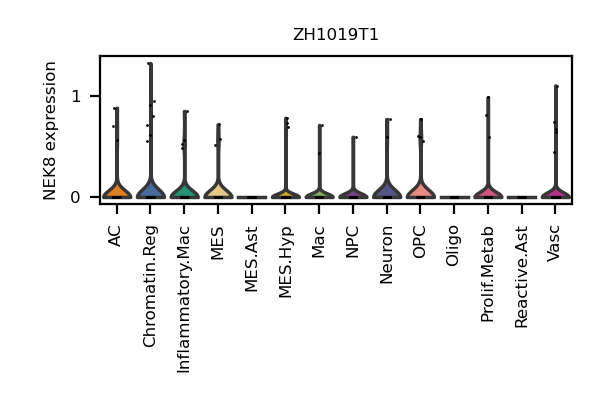 ZH1019T1
NEK8 expression
1
0
AC
Chromatin.Reg
Inflammatory.Mac
MES
MES.Ast
MES.Hyp
Mac
NPC
Neuron
OPC
Oligo
Prolif.Metab
Reactive.Ast
Vasc